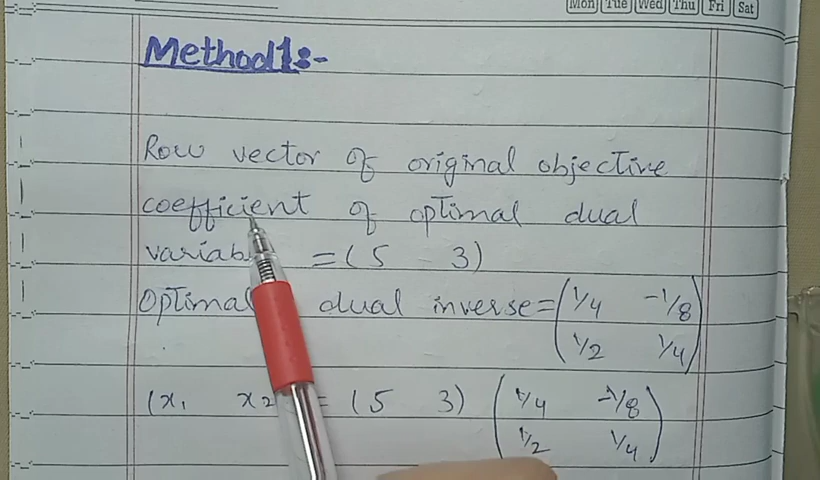 Mon Tue Wed Thu Fri Sat
Method1:-
Row vector of original objective
coefficient of optimal dual
variab = (5 3)
Optimal dual inverse = (1/4 -1/8
1/2 1/4)
(x1 x2 = (5 3) (1/4 -1/8
1/2 1/4)